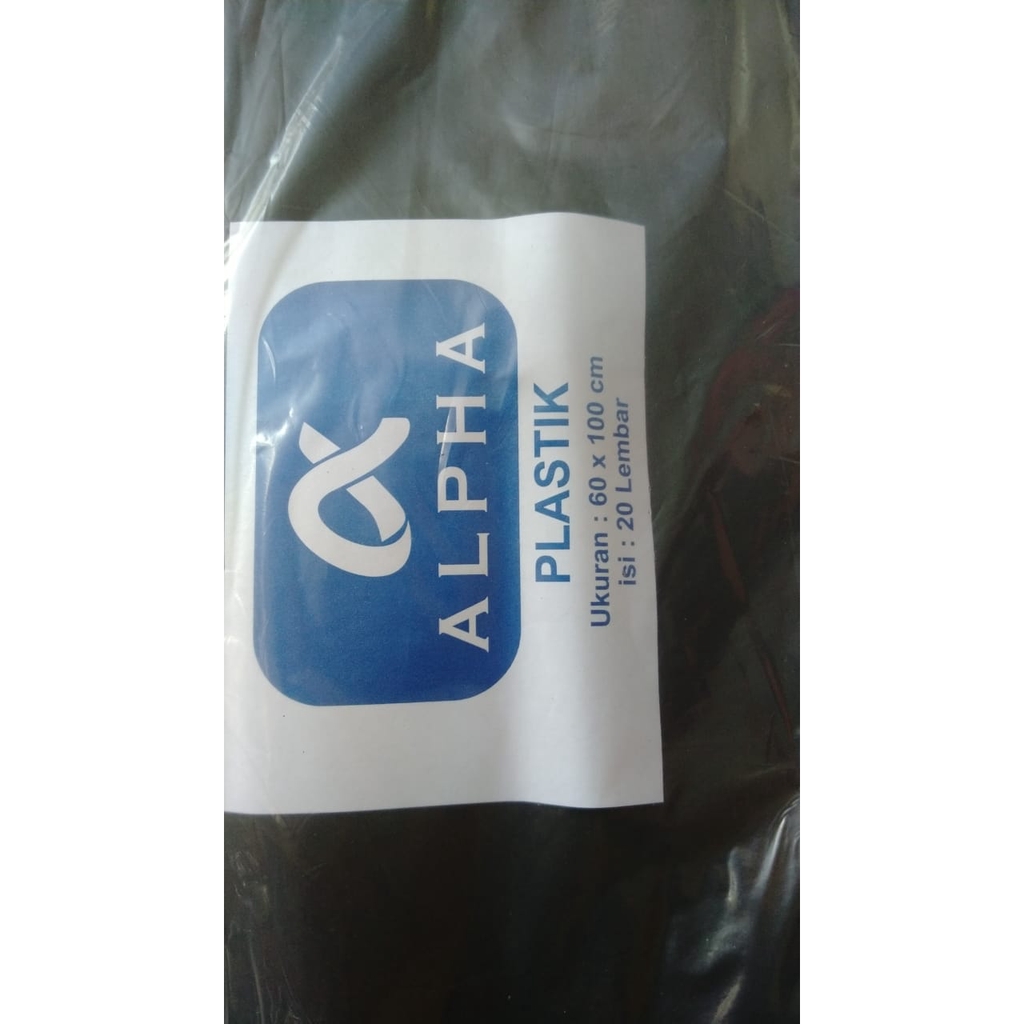 ALPHA
PLASTIK
Ukuran : 60 x 100 cm
isi : 20 Lembar